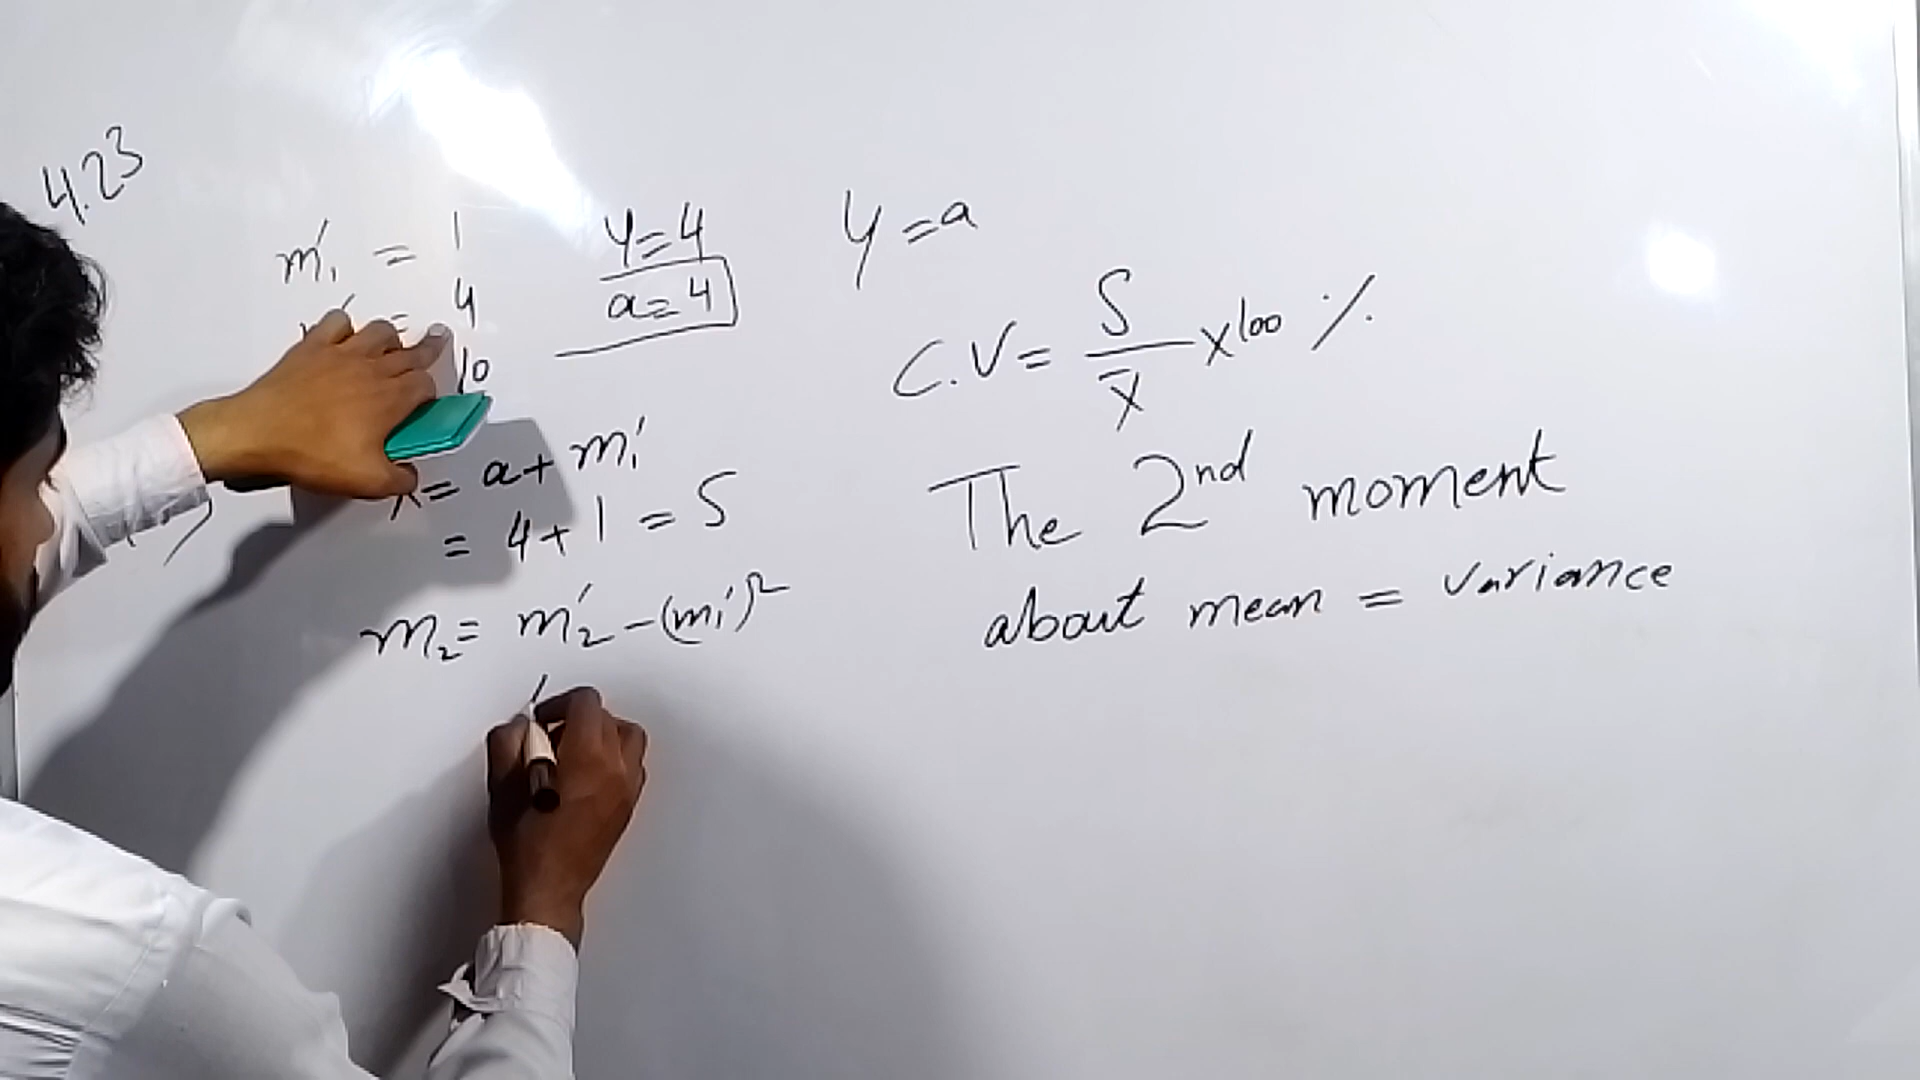 4.23
m'₁ = 1
= 4
10
y = 4
a = 4
y = a
C.V = S/x̄ × 100 %
x̄ = a + m'₁
= 4 + 1 = 5
m₂ = m'₂ - (m'₁)²
The 2nd moment
about mean = variance